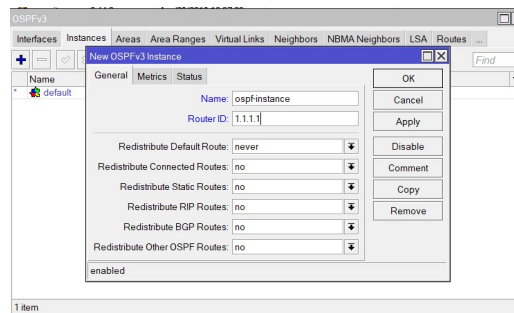 OSPFv3
Interfaces Instances Areas Area Ranges Virtual Links Neighbors NBMA Neighbors LSA Routes ...
Find
Name
* default
New OSPFv3 Instance
General Metrics Status
Name: ospf-instance
Router ID: 1.1.1.1
Redistribute Default Route: never
Redistribute Connected Routes: no
Redistribute Static Routes: no
Redistribute RIP Routes: no
Redistribute BGP Routes: no
Redistribute Other OSPF Routes: no
enabled
OK
Cancel
Apply
Disable
Comment
Copy
Remove
1 item